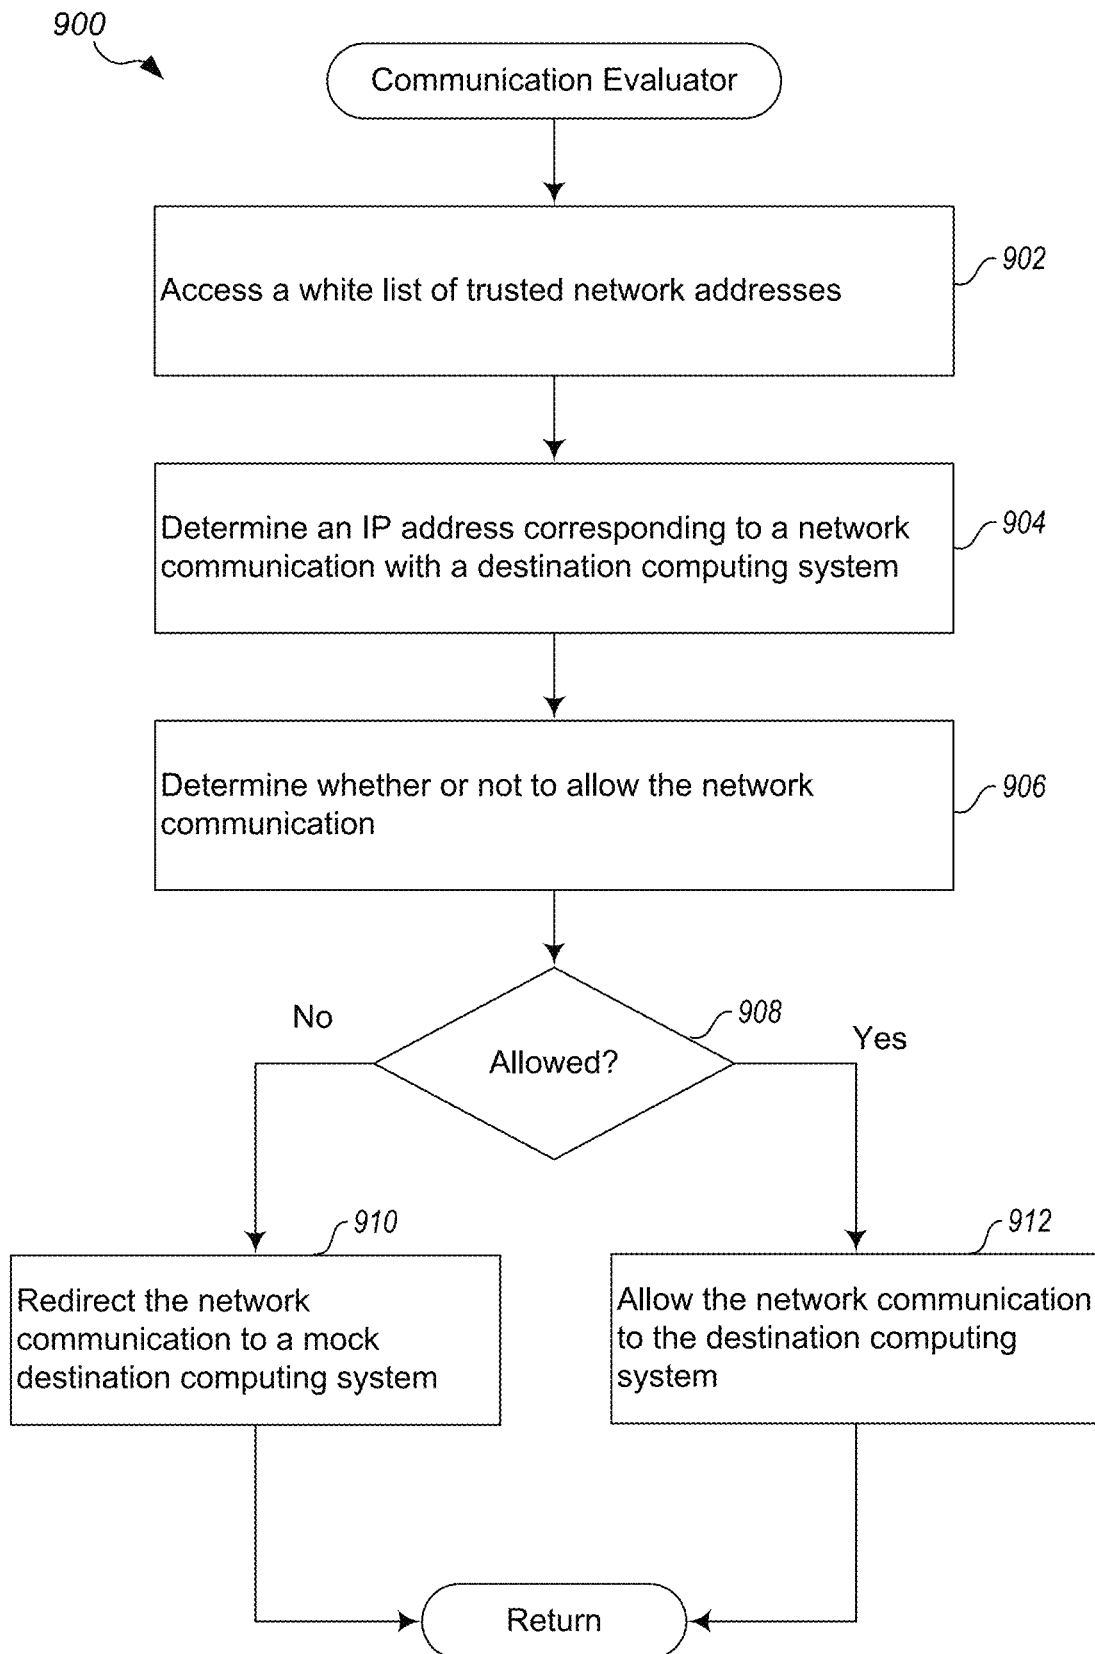 900
Communication Evaluator
Access a white list of trusted network addresses
902
Determine an IP address corresponding to a network
communication with a destination computing system
904
Determine whether or not to allow the network
communication
906
Allowed?
908
No
Yes
910
Redirect the network
communication to a mock
destination computing system
912
Allow the network communication
to the destination computing
system
Return